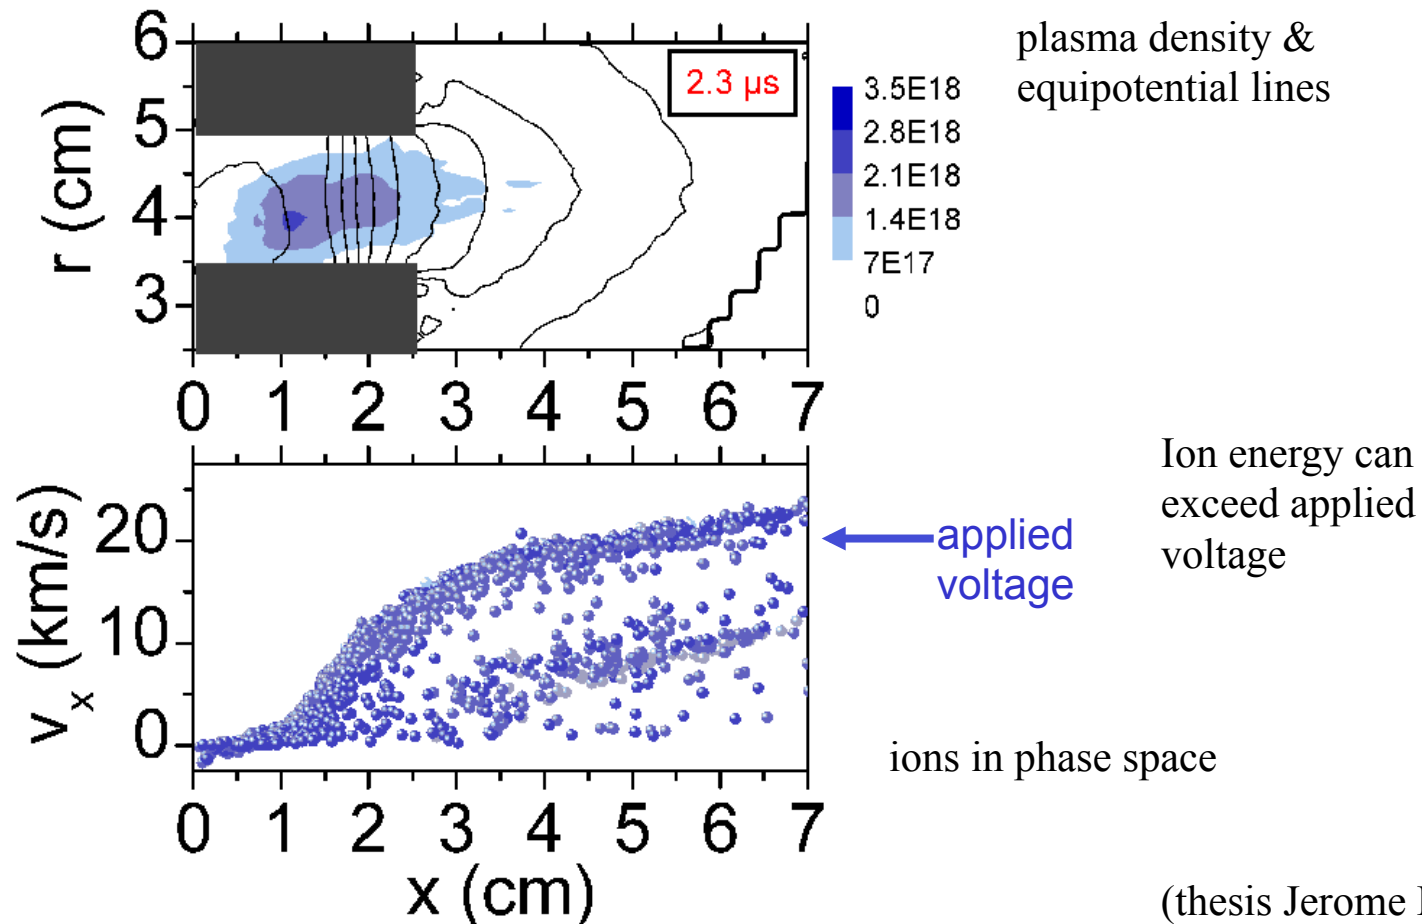 plasma density &
equipotential lines
2.3 µs
6
5
4
3
r (cm)
3.5E18
2.8E18
2.1E18
1.4E18
7E17
0
0 1 2 3 4 5 6 7
Ion energy can
exceed applied
voltage
applied
voltage
20
10
0
v x (km/s)
ions in phase space
0 1 2 3 4 5 6 7
x (cm)
(thesis Jerome